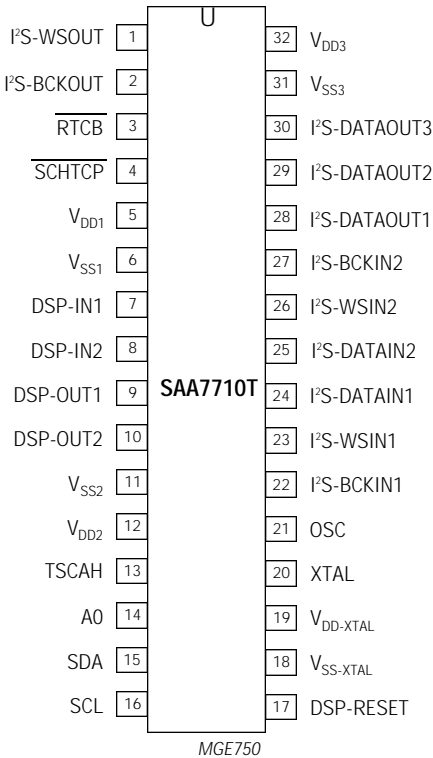 I²S-WSOUT 1
I²S-BCKOUT 2
RTCB 3
SCHTCP 4
VDD1 5
VSS1 6
DSP-IN1 7
DSP-IN2 8
DSP-OUT1 9
DSP-OUT2 10
VSS2 11
VDD2 12
TSCAH 13
A0 14
SDA 15
SCL 16
SAA7710T
32 VDD3
31 VSS3
30 I²S-DATAOUT3
29 I²S-DATAOUT2
28 I²S-DATAOUT1
27 I²S-BCKIN2
26 I²S-WSIN2
25 I²S-DATAIN2
24 I²S-DATAIN1
23 I²S-WSIN1
22 I²S-BCKIN1
21 OSC
20 XTAL
19 VDD-XTAL
18 VSS-XTAL
17 DSP-RESET
MGE750